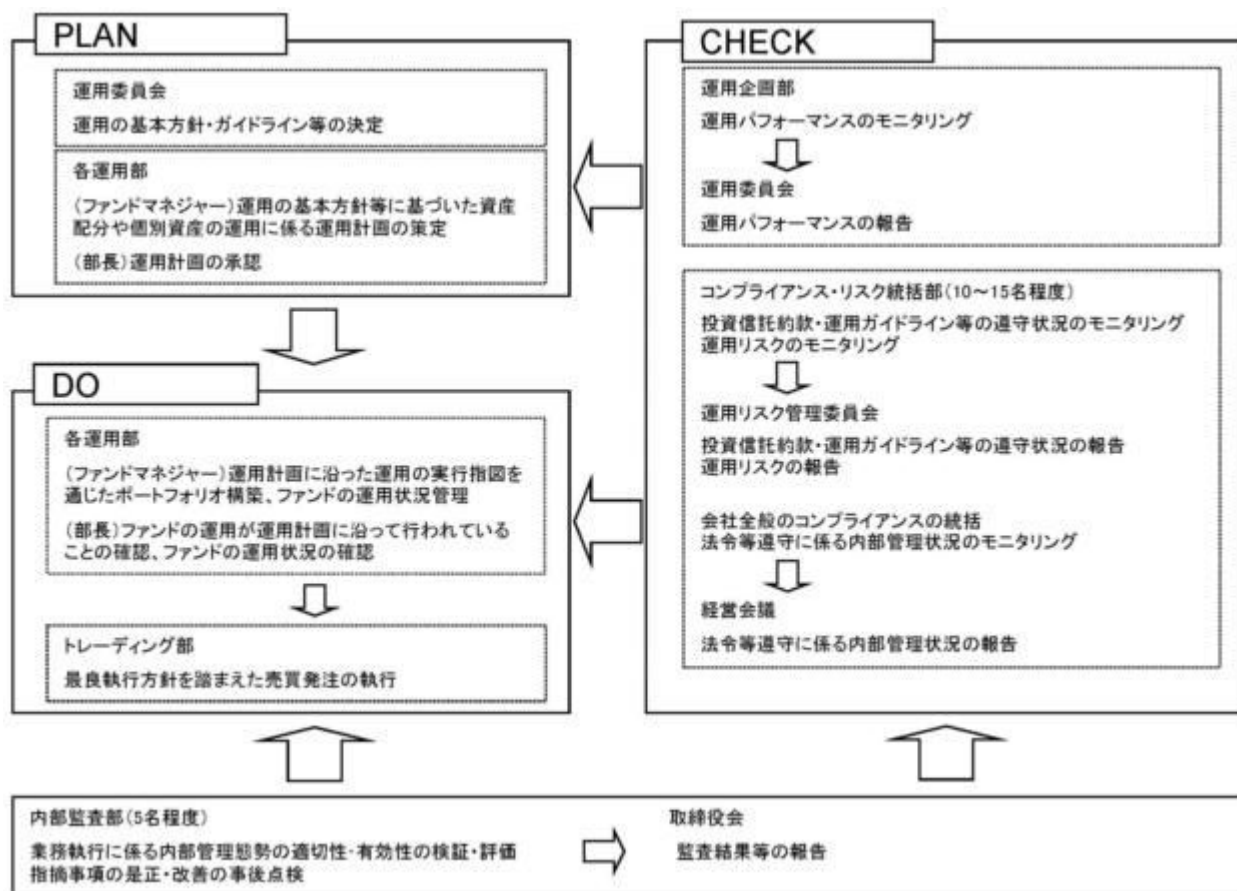 PLAN
運用委員会
運用の基本方針・ガイドライン等の決定
各運用部
(ファンドマネジャー)運用の基本方針等に基づいた資産
配分や個別資産の運用に係る運用計画の策定
(部長)運用計画の承認
DO
各運用部
(ファンドマネジャー)運用計画に沿った運用の実行指図を
通じたポートフォリオ構築、ファンドの運用状況管理
(部長)ファンドの運用が運用計画に沿って行われている
ことの確認、ファンドの運用状況の確認
トレーディング部
最良執行方針を踏まえた売買発注の執行
CHECK
運用企画部
運用パフォーマンスのモニタリング
運用委員会
運用パフォーマンスの報告
コンプライアンス・リスク統括部(10～15名程度)
投資信託約款・運用ガイドライン等の遵守状況のモニタリング
運用リスクのモニタリング
運用リスク管理委員会
投資信託約款・運用ガイドライン等の遵守状況の報告
運用リスクの報告
会社全般のコンプライアンスの統括
法令等遵守に係る内部管理状況のモニタリング
経営会議
法令等遵守に係る内部管理状況の報告
内部監査部(5名程度)
業務執行に係る内部管理態勢の適切性・有効性の検証・評価
指摘事項の是正・改善の事後点検
取締役会
監査結果等の報告